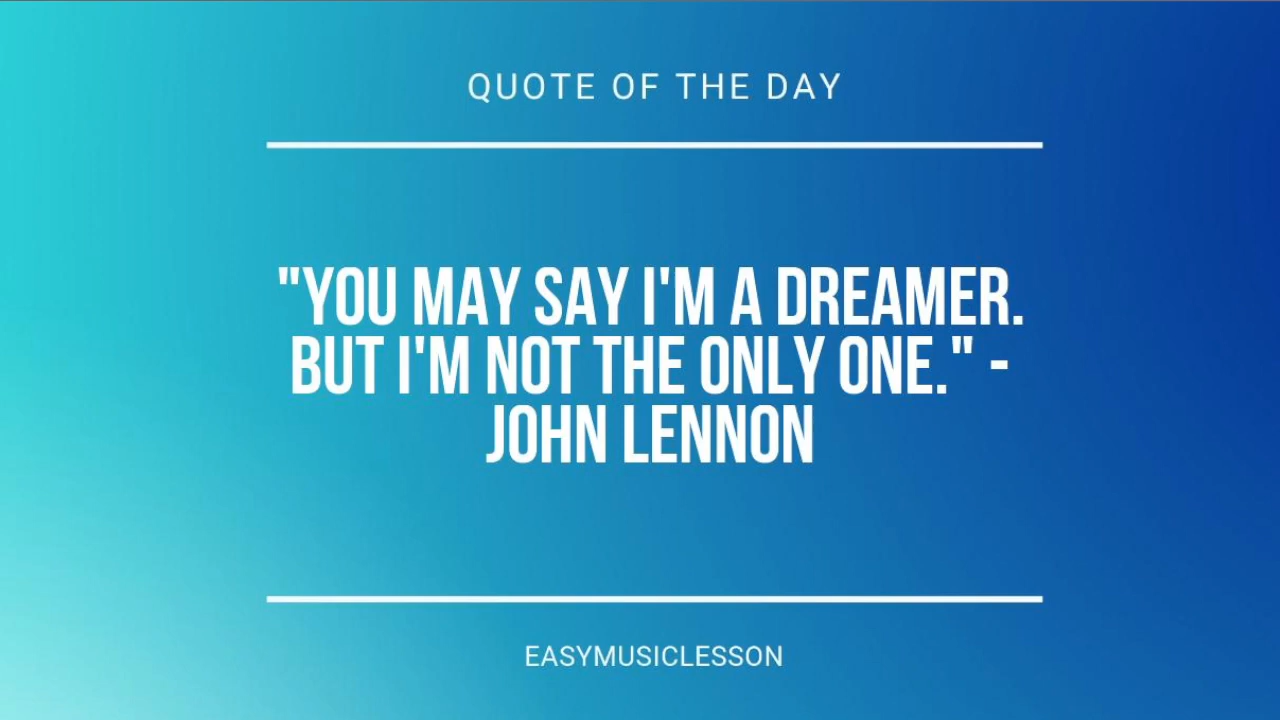 QUOTE OF THE DAY
"YOU MAY SAY I'M A DREAMER.
BUT I'M NOT THE ONLY ONE." -
JOHN LENNON
EASYMUSICLESSON